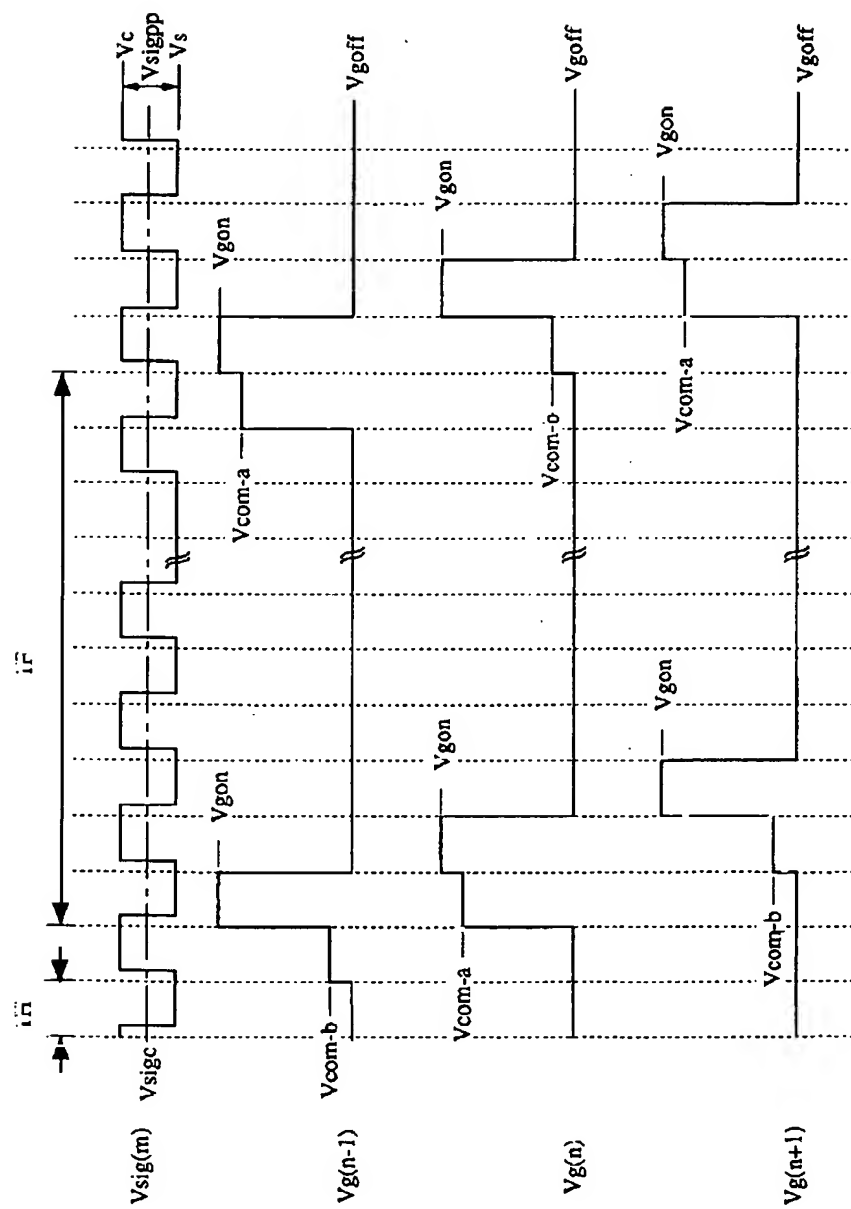 Vc
Vsigpp
Vs
Vsig(m)
Vsigc
Vgon
Vgon
Vcom-b
Vcom-a
Vg(n-1)
Vgoff
Vgon
Vgon
Vcom-a
Vcom-o
Vg(n)
Vgoff
Vgon
Vgon
Vcom-a
Vcom-b
Vg(n+1)
Vgoff